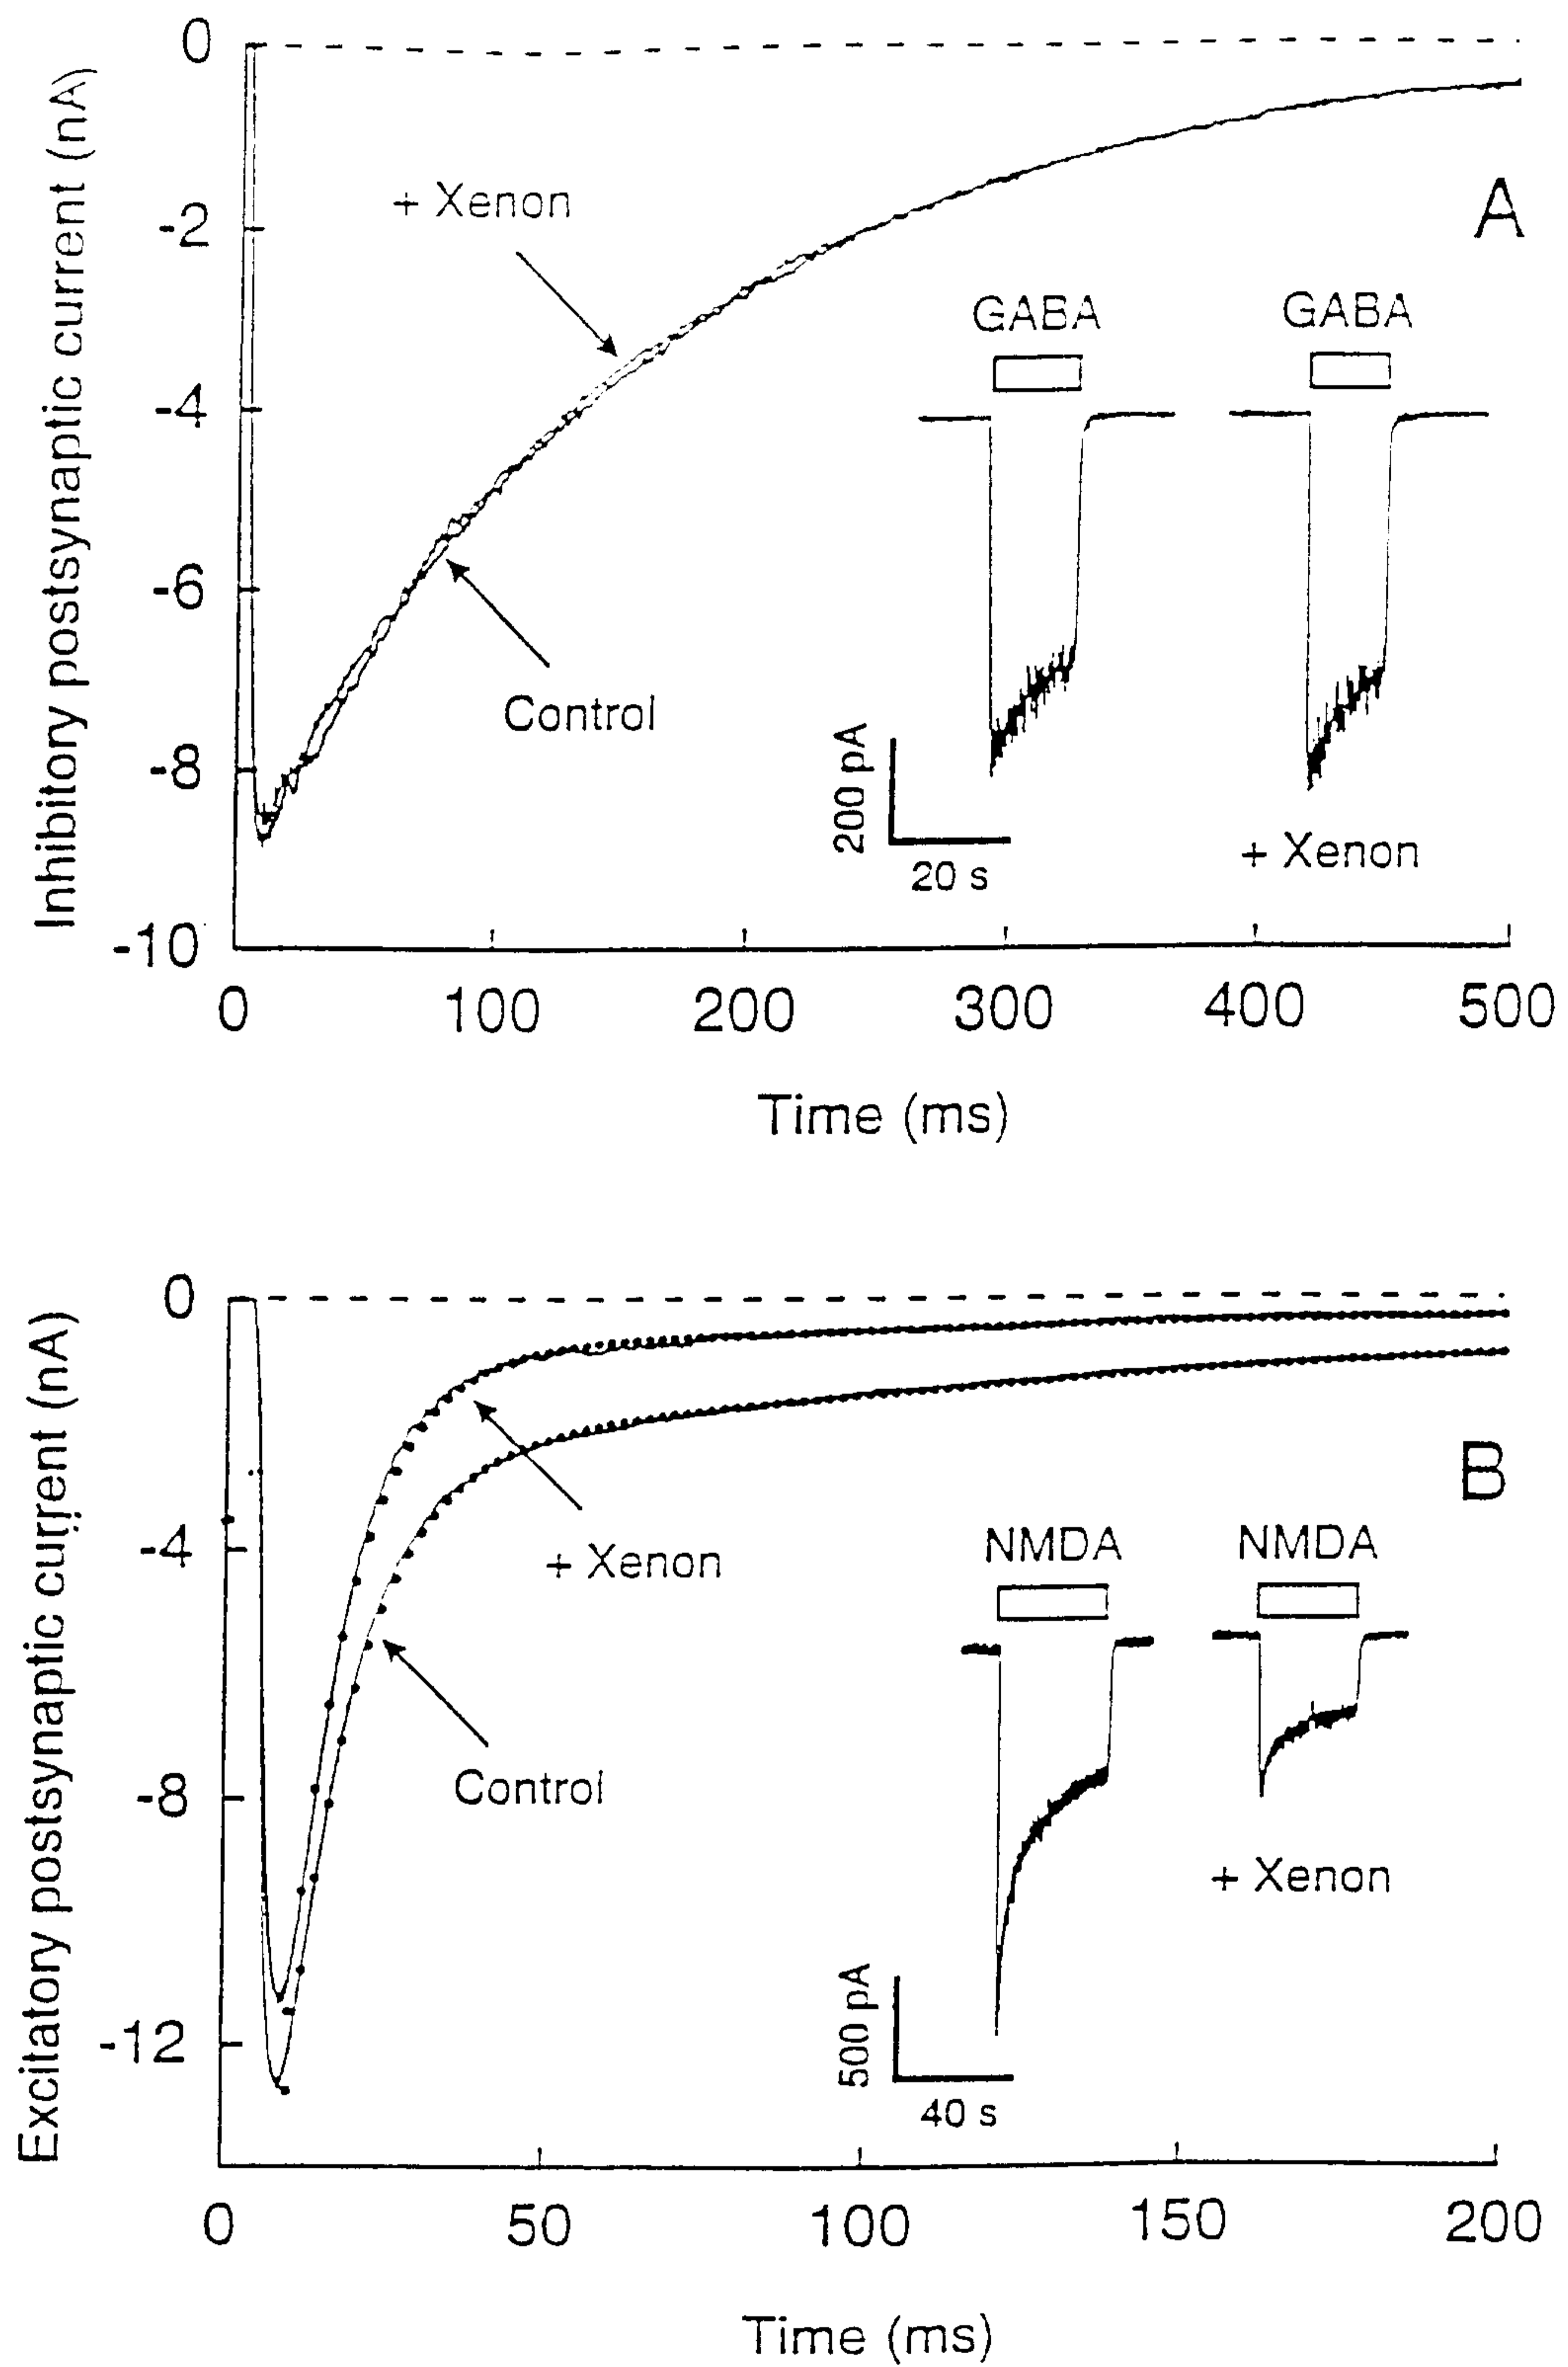 0
-2
-4
-6
-8
-10
Inhibitory postsynaptic current (nA)
+ Xenon
Control
A
GABA GABA
200 pA
20 s
+ Xenon
0 100 200 300 400 500
Time (ms)
0
-4
-8
-12
Excitatory postsynaptic current (nA)
+ Xenon
Control
B
NMDA NMDA
500 pA
40 s
+ Xenon
0 50 100 150 200
Time (ms)